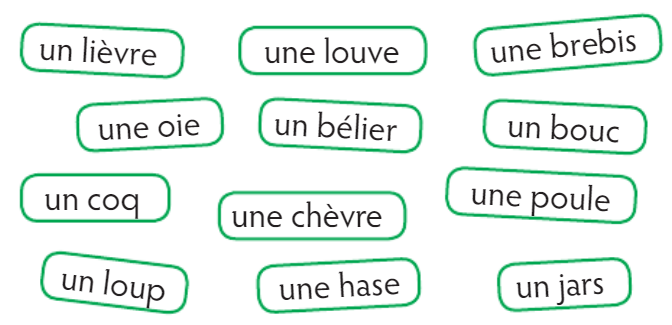 un lièvre
une louve
une brebis
une oie
un bélier
un bouc
un coq
une chèvre
une poule
un loup
une hase
un jars